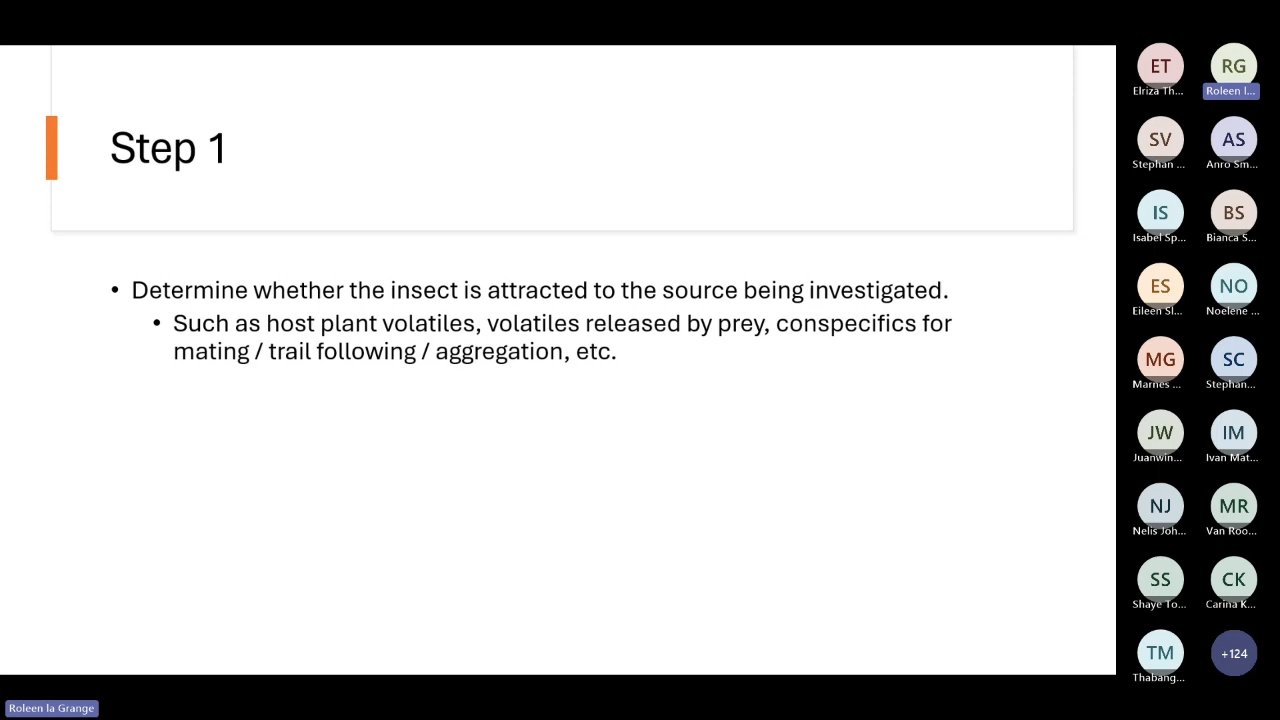 Step 1
• Determine whether the insect is attracted to the source being investigated.
• Such as host plant volatiles, volatiles released by prey, conspecifics for
mating / trail following / aggregation, etc.
ET RG
Elriza Th... Roleen l...
SV AS
Stephan ... Anro Sm...
IS BS
Isabel Sp... Bianca S...
ES NO
Eileen Sl... Noelene ...
MG SC
Marnes ... Stephan...
JW IM
Juanwin... Ivan Mat...
NJ MR
Nelis Joh... Van Roo...
SS CK
Shaye To... Carina K...
TM +124
Thabang...
Roleen la Grange